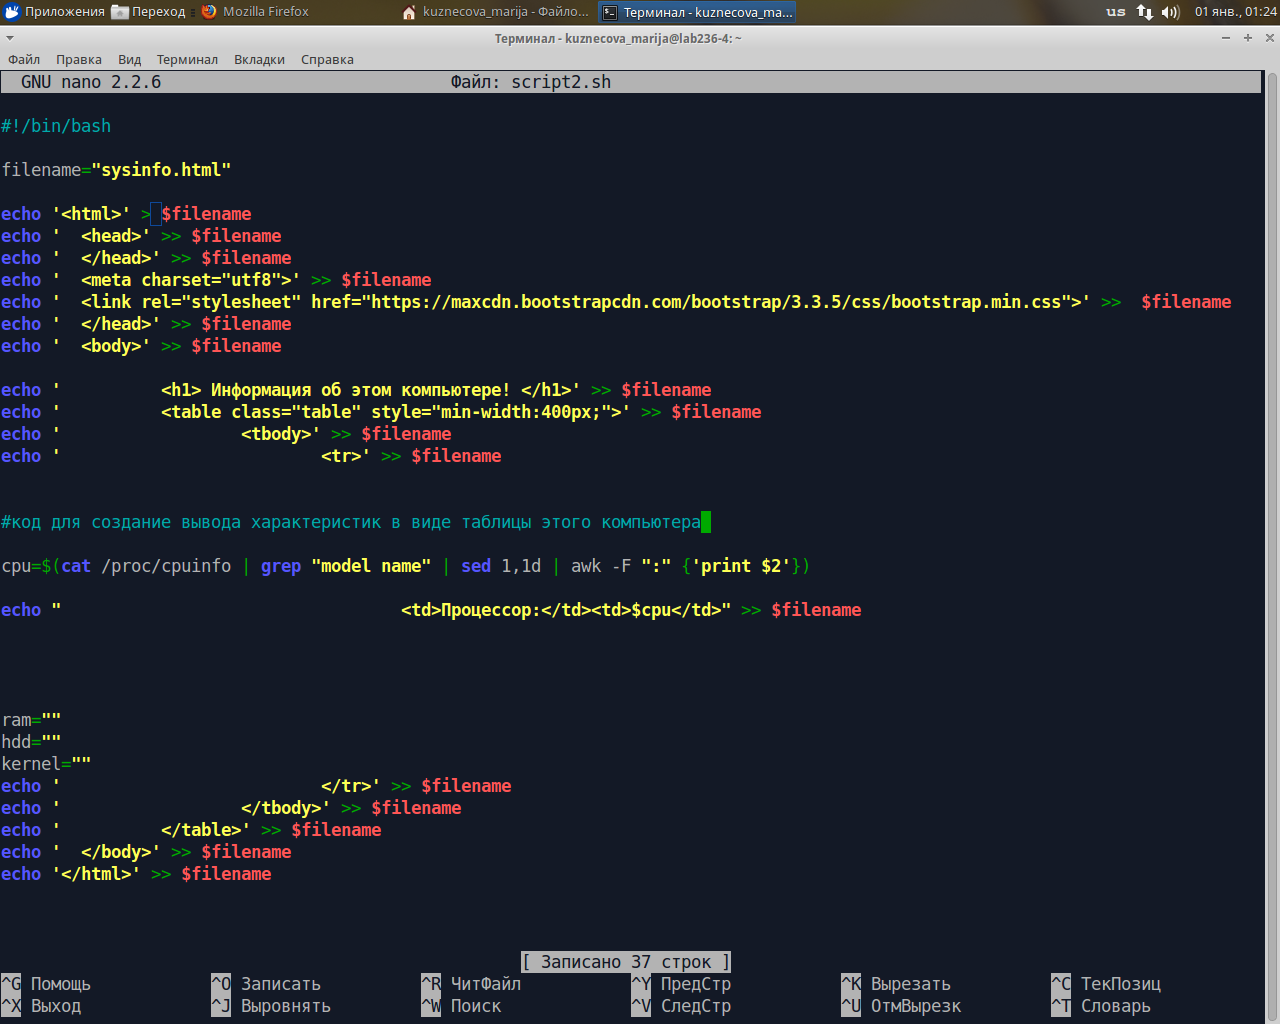 Приложения Переход Mozilla Firefox kuznecova_marija - Файло... Терминал - kuznecova_ma... us 01 янв., 01:24
Терминал - kuznecova_marija@lab236-4: ~
Файл Правка Вид Терминал Вкладки Справка
GNU nano 2.2.6 Файл: script2.sh
#!/bin/bash
filename="sysinfo.html"
echo '<html>' > $filename
echo '  <head>' >> $filename
echo '  </head>' >> $filename
echo '  <meta charset="utf8">' >> $filename
echo '  <link rel="stylesheet" href="https://maxcdn.bootstrapcdn.com/bootstrap/3.3.5/css/bootstrap.min.css">' >>  $filename
echo '  </head>' >> $filename
echo '  <body>' >> $filename
echo '          <h1> Информация об этом компьютере! </h1>' >> $filename
echo '          <table class="table" style="min-width:400px;">' >> $filename
echo '                  <tbody>' >> $filename
echo '                          <tr>' >> $filename
#код для создание вывода характеристик в виде таблицы этого компьютера
cpu=$(cat /proc/cpuinfo | grep "model name" | sed 1,1d | awk -F ":" {'print $2'})
echo "                                  <td>Процессор:</td><td>$cpu</td>" >> $filename
ram=""
hdd=""
kernel=""
echo '                          </tr>' >> $filename
echo '                  </tbody>' >> $filename
echo '          </table>' >> $filename
echo '  </body>' >> $filename
echo '</html>' >> $filename
[ Записано 37 строк ]
^G Помощь ^O Записать ^R ЧитФайл ^Y ПредСтр ^K Вырезать ^C ТекПозиц
^X Выход ^J Выровнять ^W Поиск ^V СледСтр ^U ОтмВырезк ^T Словарь